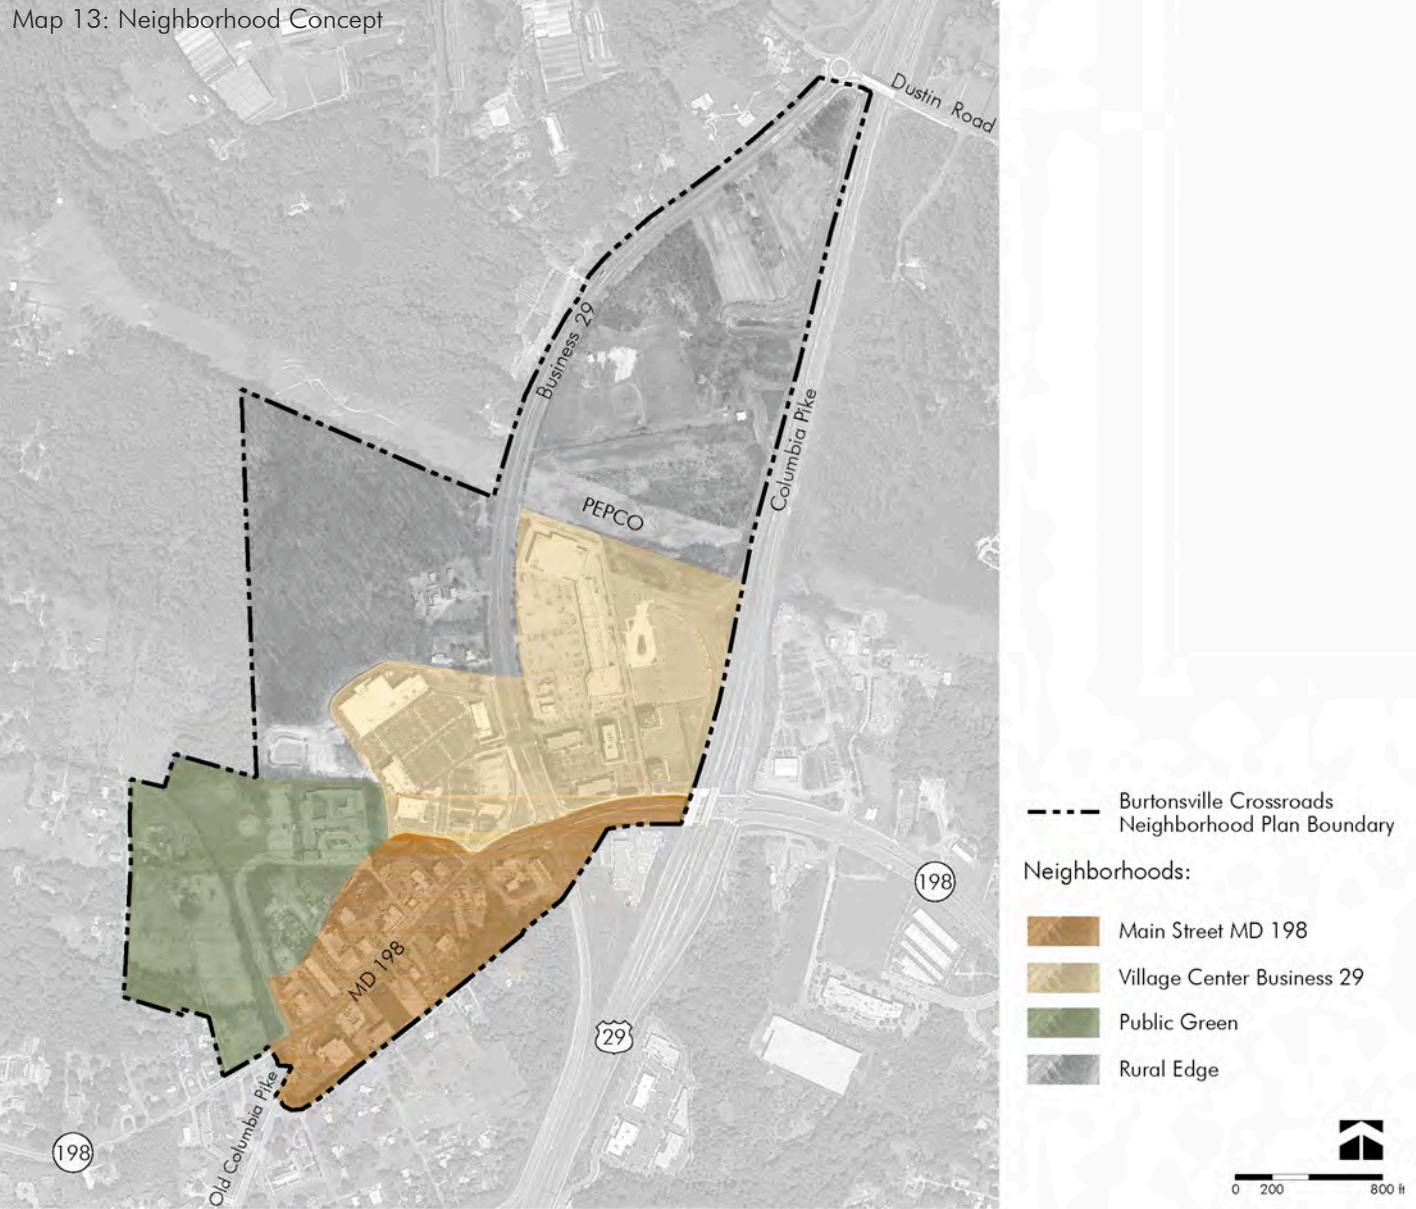 Map 13: Neighborhood Concept
Dustin Road
Business 29
Columbia Pike
PEPCO
MD 198
198
29
Old Columbia Pike
198
Burtonsville Crossroads
Neighborhood Plan Boundary
Neighborhoods:
Main Street MD 198
Village Center Business 29
Public Green
Rural Edge
0 200 800 ft